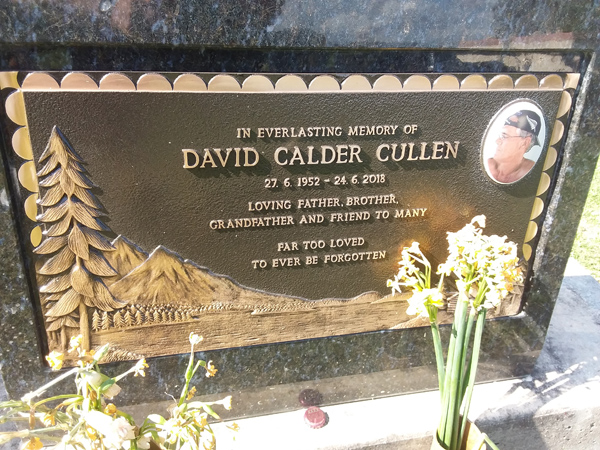 IN EVERLASTING MEMORY OF
DAVID CALDER CULLEN
27. 6. 1952 - 24. 6. 2018
LOVING FATHER, BROTHER,
GRANDFATHER AND FRIEND TO MANY
FAR TOO LOVED
TO EVER BE FORGOTTEN